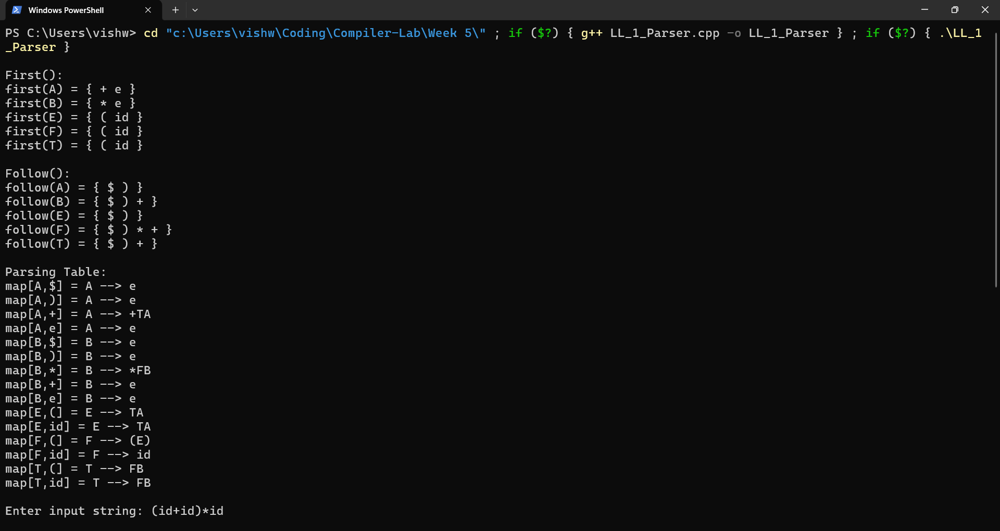 Windows PowerShell
PS C:\Users\vishw> cd "c:\Users\vishw\Coding\Compiler-Lab\Week 5\" ; if ($?) { g++ LL_1_Parser.cpp -o LL_1_Parser } ; if ($?) { .\LL_1
_Parser }
First():
first(A) = { + e }
first(B) = { * e }
first(E) = { ( id }
first(F) = { ( id }
first(T) = { ( id }
Follow():
follow(A) = { $ ) }
follow(B) = { $ ) + }
follow(E) = { $ ) }
follow(F) = { $ ) * + }
follow(T) = { $ ) + }
Parsing Table:
map[A,$] = A --> e
map[A,)] = A --> e
map[A,+] = A --> +TA
map[A,e] = A --> e
map[B,$] = B --> e
map[B,)] = B --> e
map[B,*] = B --> *FB
map[B,+] = B --> e
map[B,e] = B --> e
map[E,(] = E --> TA
map[E,id] = E --> TA
map[F,(] = F --> (E)
map[F,id] = F --> id
map[T,(] = T --> FB
map[T,id] = T --> FB
Enter input string: (id+id)*id